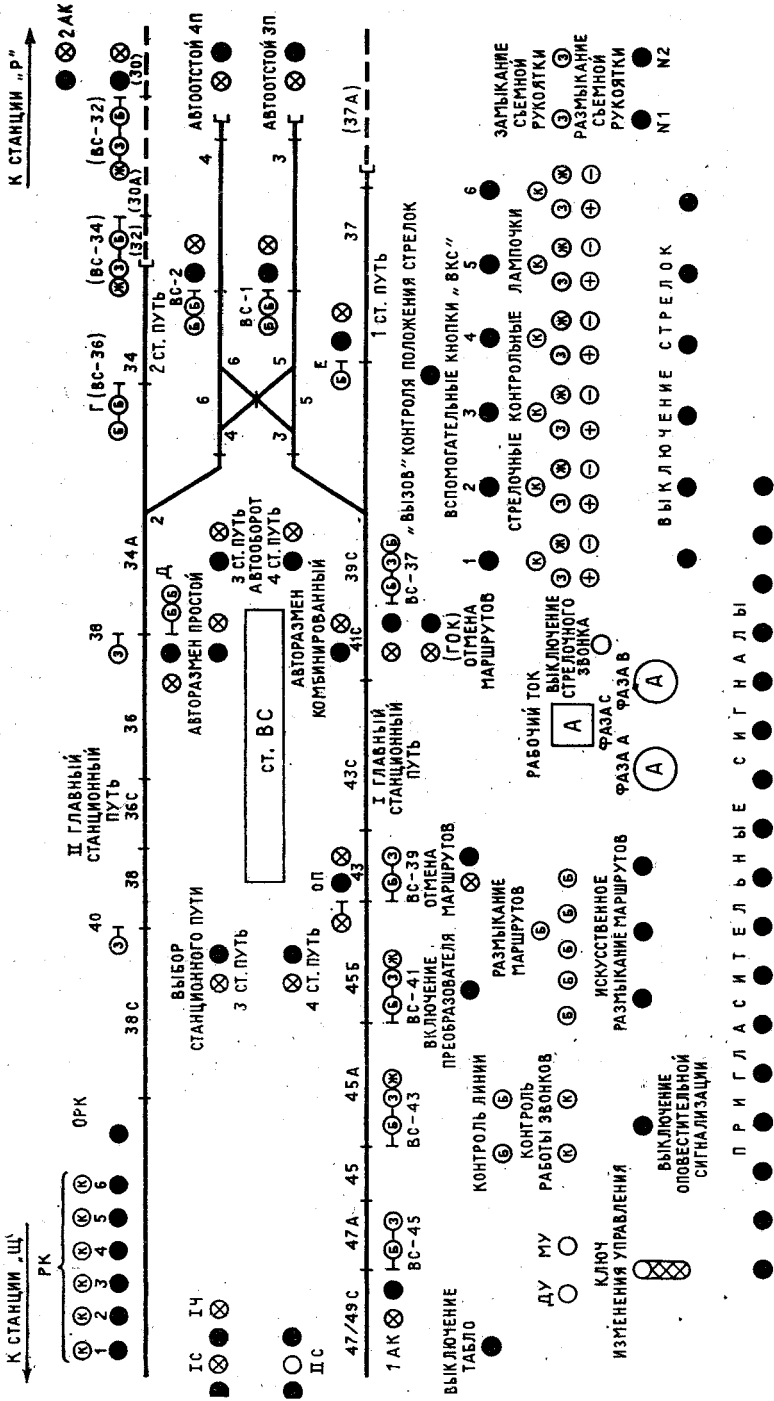 К СТАНЦИИ „Щ"
К СТАНЦИИ „Р"
РК
К К К К К К
1 2 3 4 5 6
ОРК
40
З
38
З
II ГЛАВНЫЙ
СТАНЦИОННЫЙ
ПУТЬ
Г (ВС-36)
Б Б
(ВС-34)
Ж З Б
(ВС-32)
Ж З Б
2АК
38С
38
36С
36
34А
2
34
(32)
(30А)
(30)
2 СТ. ПУТЬ
IС
IЧ
IIС
ВЫБОР
СТАНЦИОННОГО ПУТИ
3 СТ. ПУТЬ
4 СТ. ПУТЬ
ОП
Б Б
Д
АВТОРАЗМЕН ПРОСТОЙ
3 СТ. ПУТЬ
АВТООБОРОТ
4 СТ. ПУТЬ
АВТОРАЗМЕН
КОМБИНИРОВАННЫЙ
СТ. ВС
4
6
6
3
5
5
Б Б
ВС-2
Б Б
ВС-1
4
3
АВТООТСТОЙ 4П
АВТООТСТОЙ 3П
Б
Е
47/49С
47А
45
45А
45Б
43
43С
41С
39С
37
(37А)
1 СТ. ПУТЬ
1 АК
Б З
ВС-45
Б З Ж
ВС-43
Б З Ж
ВС-41
Б З
ВС-39
I ГЛАВНЫЙ
СТАНЦИОННЫЙ
ПУТЬ
Б З Б
ВС-37
„ВЫЗОВ" КОНТРОЛЯ ПОЛОЖЕНИЯ СТРЕЛОК
ВЫКЛЮЧЕНИЕ
ТАБЛО
КОНТРОЛЬ ЛИНИИ
Б Б
КОНТРОЛЬ
РАБОТЫ ЗВОНКОВ
К К
ВКЛЮЧЕНИЕ
ПРЕОБРАЗОВАТЕЛЯ
ОТМЕНА
МАРШРУТОВ
РАЗМЫКАНИЕ
МАРШРУТОВ
Б
Б Б Б Б Б
ИСКУССТВЕННОЕ
РАЗМЫКАНИЕ МАРШРУТОВ
(ГОК)
ОТМЕНА
МАРШРУТОВ
РАБОЧИЙ ТОК
А
ФАЗА С
ФАЗА А
А
ФАЗА В
А
ВЫКЛЮЧЕНИЕ
СТРЕЛОЧНОГО
ЗВОНКА
ВСПОМОГАТЕЛЬНЫЕ КНОПКИ „ВКС"
1 2 3 4 5 6
СТРЕЛОЧНЫЕ КОНТРОЛЬНЫЕ ЛАМПОЧКИ
К К К К К К
З Ж З Ж З Ж З Ж З Ж З Ж
+ − + − + − + − + − + −
ВЫКЛЮЧЕНИЕ СТРЕЛОК
ЗАМЫКАНИЕ
СЪЕМНОЙ
РУКОЯТКИ
З З
РАЗМЫКАНИЕ
СЪЕМНОЙ
РУКОЯТКИ
N1 N2
ДУ МУ
КЛЮЧ
ИЗМЕНЕНИЯ УПРАВЛЕНИЯ
ВЫКЛЮЧЕНИЕ
ОПОВЕСТИТЕЛЬНОЙ
СИГНАЛИЗАЦИИ
ПРИГЛАСИТЕЛЬНЫЕ СИГНАЛЫ